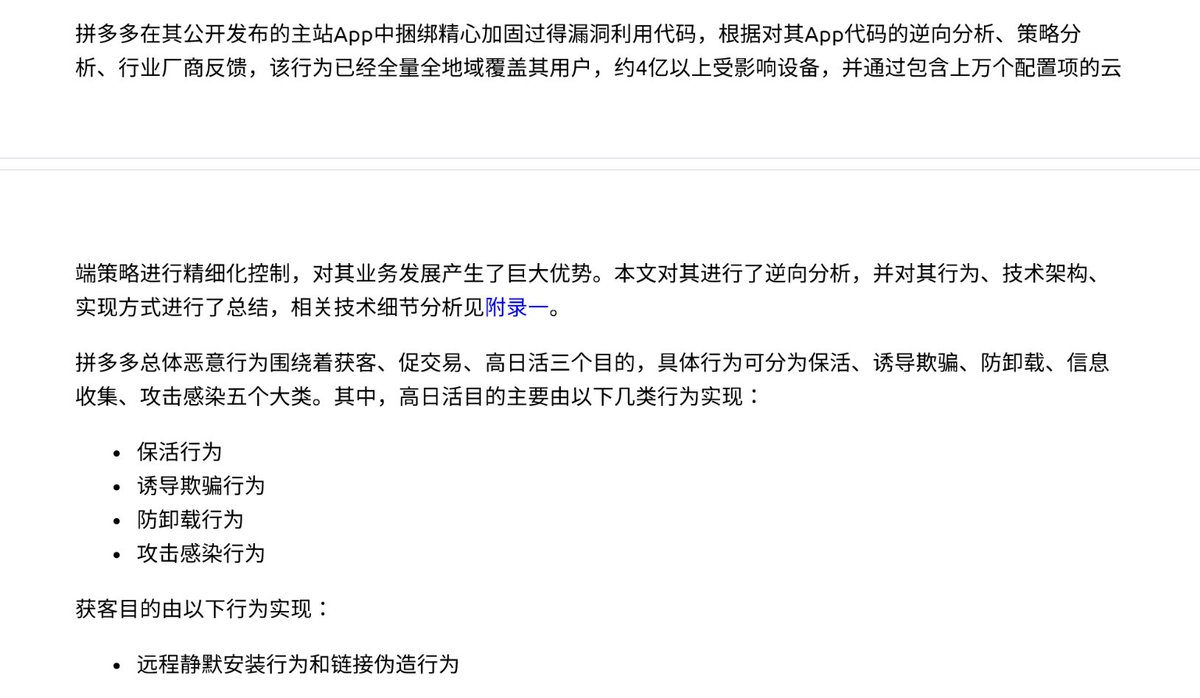 拼多多在其公开发布的主站App中捆绑精心加固过得漏洞利用代码，根据对其App代码的逆向分析、策略分
析、行业厂商反馈，该行为已经全量全地域覆盖其用户，约4亿以上受影响设备，并通过包含上万个配置项的云
端策略进行精细化控制，对其业务发展产生了巨大优势。本文对其进行了逆向分析，并对其行为、技术架构、
实现方式进行了总结，相关技术细节分析见附录一。
拼多多总体恶意行为围绕着获客、促交易、高日活三个目的，具体行为可分为保活、诱导欺骗、防卸载、信息
收集、攻击感染五个大类。其中，高日活目的主要由以下几类行为实现：
• 保活行为
• 诱导欺骗行为
• 防卸载行为
• 攻击感染行为
获客目的由以下行为实现：
• 远程静默安装行为和链接伪造行为